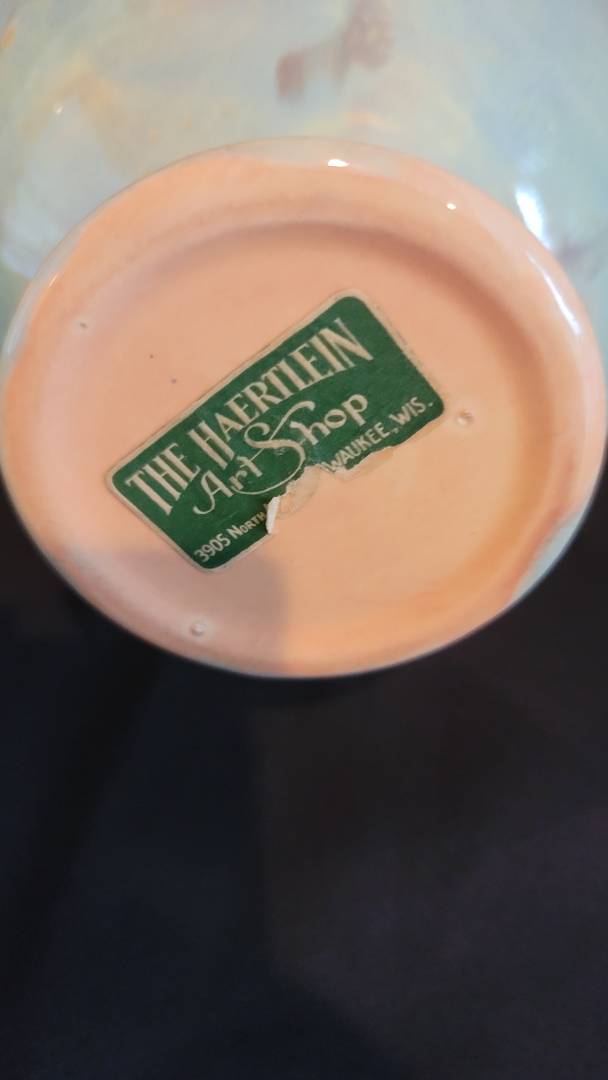 THE HAERTLEIN
Art Shop
3905 NORTH WAUKEE, WIS.